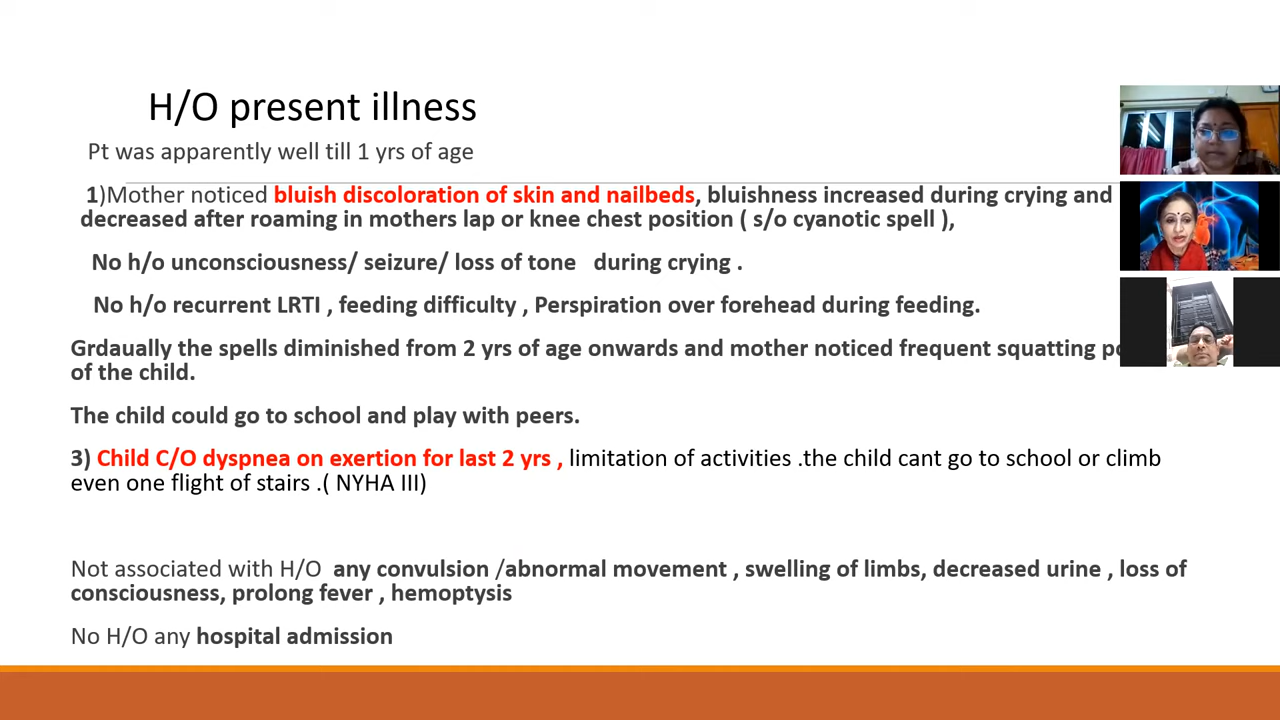 H/O present illness
Pt was apparently well till 1 yrs of age
1)Mother noticed bluish discoloration of skin and nailbeds, bluishness increased during crying and
decreased after roaming in mothers lap or knee chest position ( s/o cyanotic spell ),
No h/o unconsciousness/ seizure/ loss of tone during crying .
No h/o recurrent LRTI , feeding difficulty , Perspiration over forehead during feeding.
Grdaually the spells diminished from 2 yrs of age onwards and mother noticed frequent squatting
of the child.
The child could go to school and play with peers.
3) Child C/O dyspnea on exertion for last 2 yrs , limitation of activities .the child cant go to school or climb
even one flight of stairs .( NYHA III)
Not associated with H/O any convulsion /abnormal movement , swelling of limbs, decreased urine , loss of
consciousness, prolong fever , hemoptysis
No H/O any hospital admission